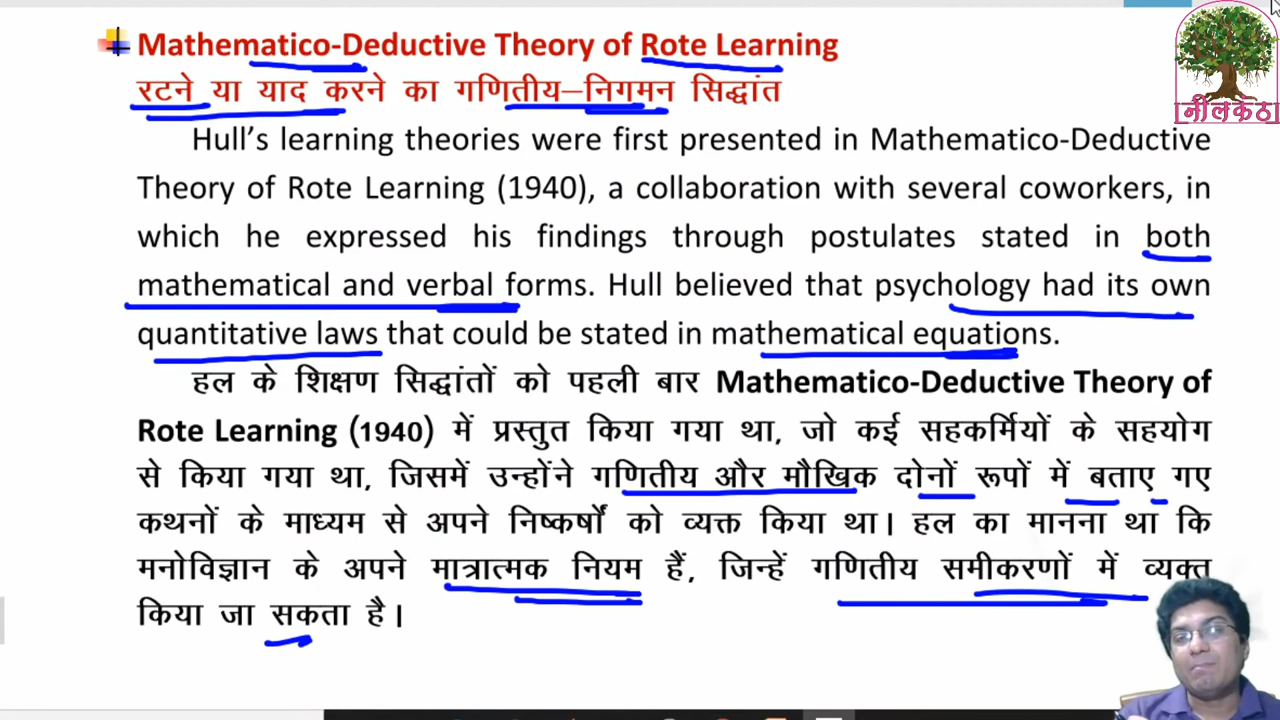 Mathematico-Deductive Theory of Rote Learning
रटने या याद करने का गणितीय–निगमन सिद्धांत
नीलकंठ
Hull’s learning theories were first presented in Mathematico-Deductive
Theory of Rote Learning (1940), a collaboration with several coworkers, in
which he expressed his findings through postulates stated in both
mathematical and verbal forms. Hull believed that psychology had its own
quantitative laws that could be stated in mathematical equations.
हल के शिक्षण सिद्धांतों को पहली बार Mathematico-Deductive Theory of
Rote Learning (1940) में प्रस्तुत किया गया था, जो कई सहकर्मियों के सहयोग
से किया गया था, जिसमें उन्होंने गणितीय और मौखिक दोनों रूपों में बताए गए
कथनों के माध्यम से अपने निष्कर्षों को व्यक्त किया था। हल का मानना था कि
मनोविज्ञान के अपने मात्रात्मक नियम हैं, जिन्हें गणितीय समीकरणों में व्यक्त
किया जा सकता है।